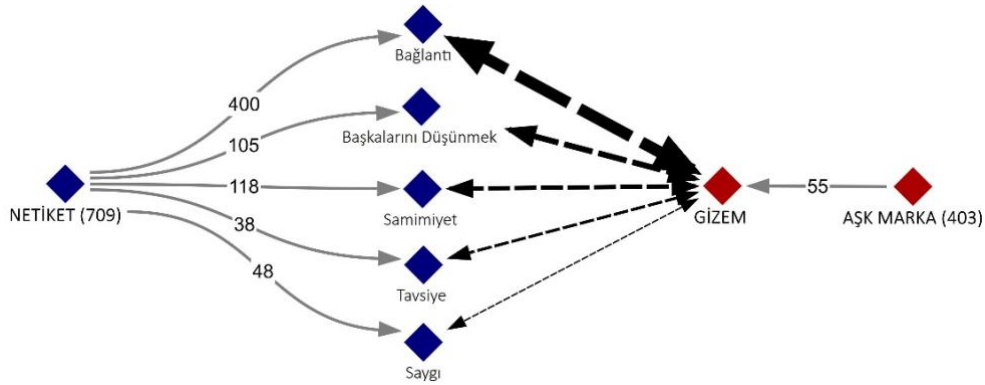 Bağlantı
400
Başkalarını Düşünmek
105
118
Samimiyet
NETİKET (709)
GİZEM
55
AŞK MARKA (403)
38
Tavsiye
48
Saygı